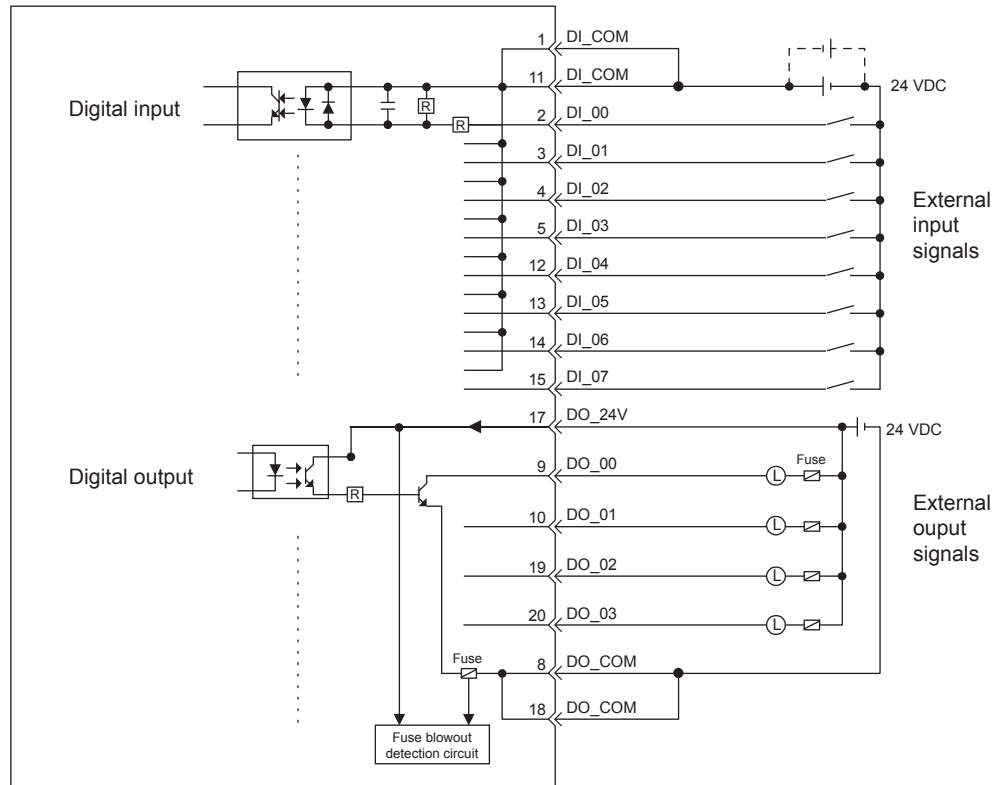 1 DI_COM
11 DI_COM
24 VDC
Digital input
R
R
2 DI_00
3 DI_01
4 DI_02
5 DI_03
12 DI_04
13 DI_05
14 DI_06
15 DI_07
External
input
signals
17 DO_24V
24 VDC
Digital output
R
9 DO_00
L
Fuse
10 DO_01
L
19 DO_02
L
20 DO_03
L
External
ouput
signals
Fuse
8 DO_COM
18 DO_COM
Fuse blowout
detection circuit